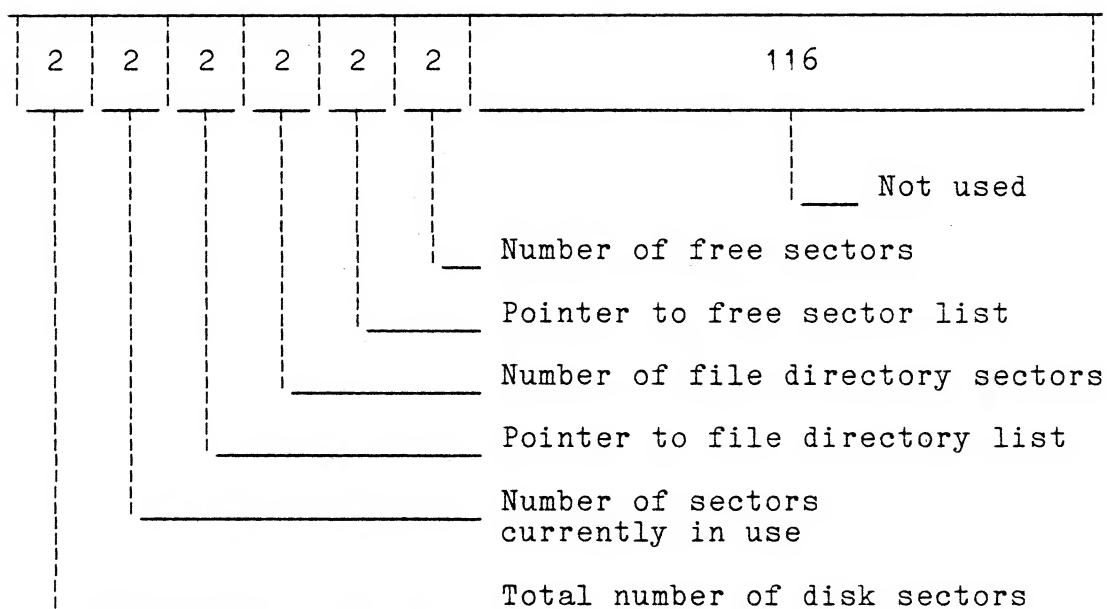 2 2 2 2 2 2 116
Not used
Number of free sectors
Pointer to free sector list
Number of file directory sectors
Pointer to file directory list
Number of sectors
currently in use
Total number of disk sectors